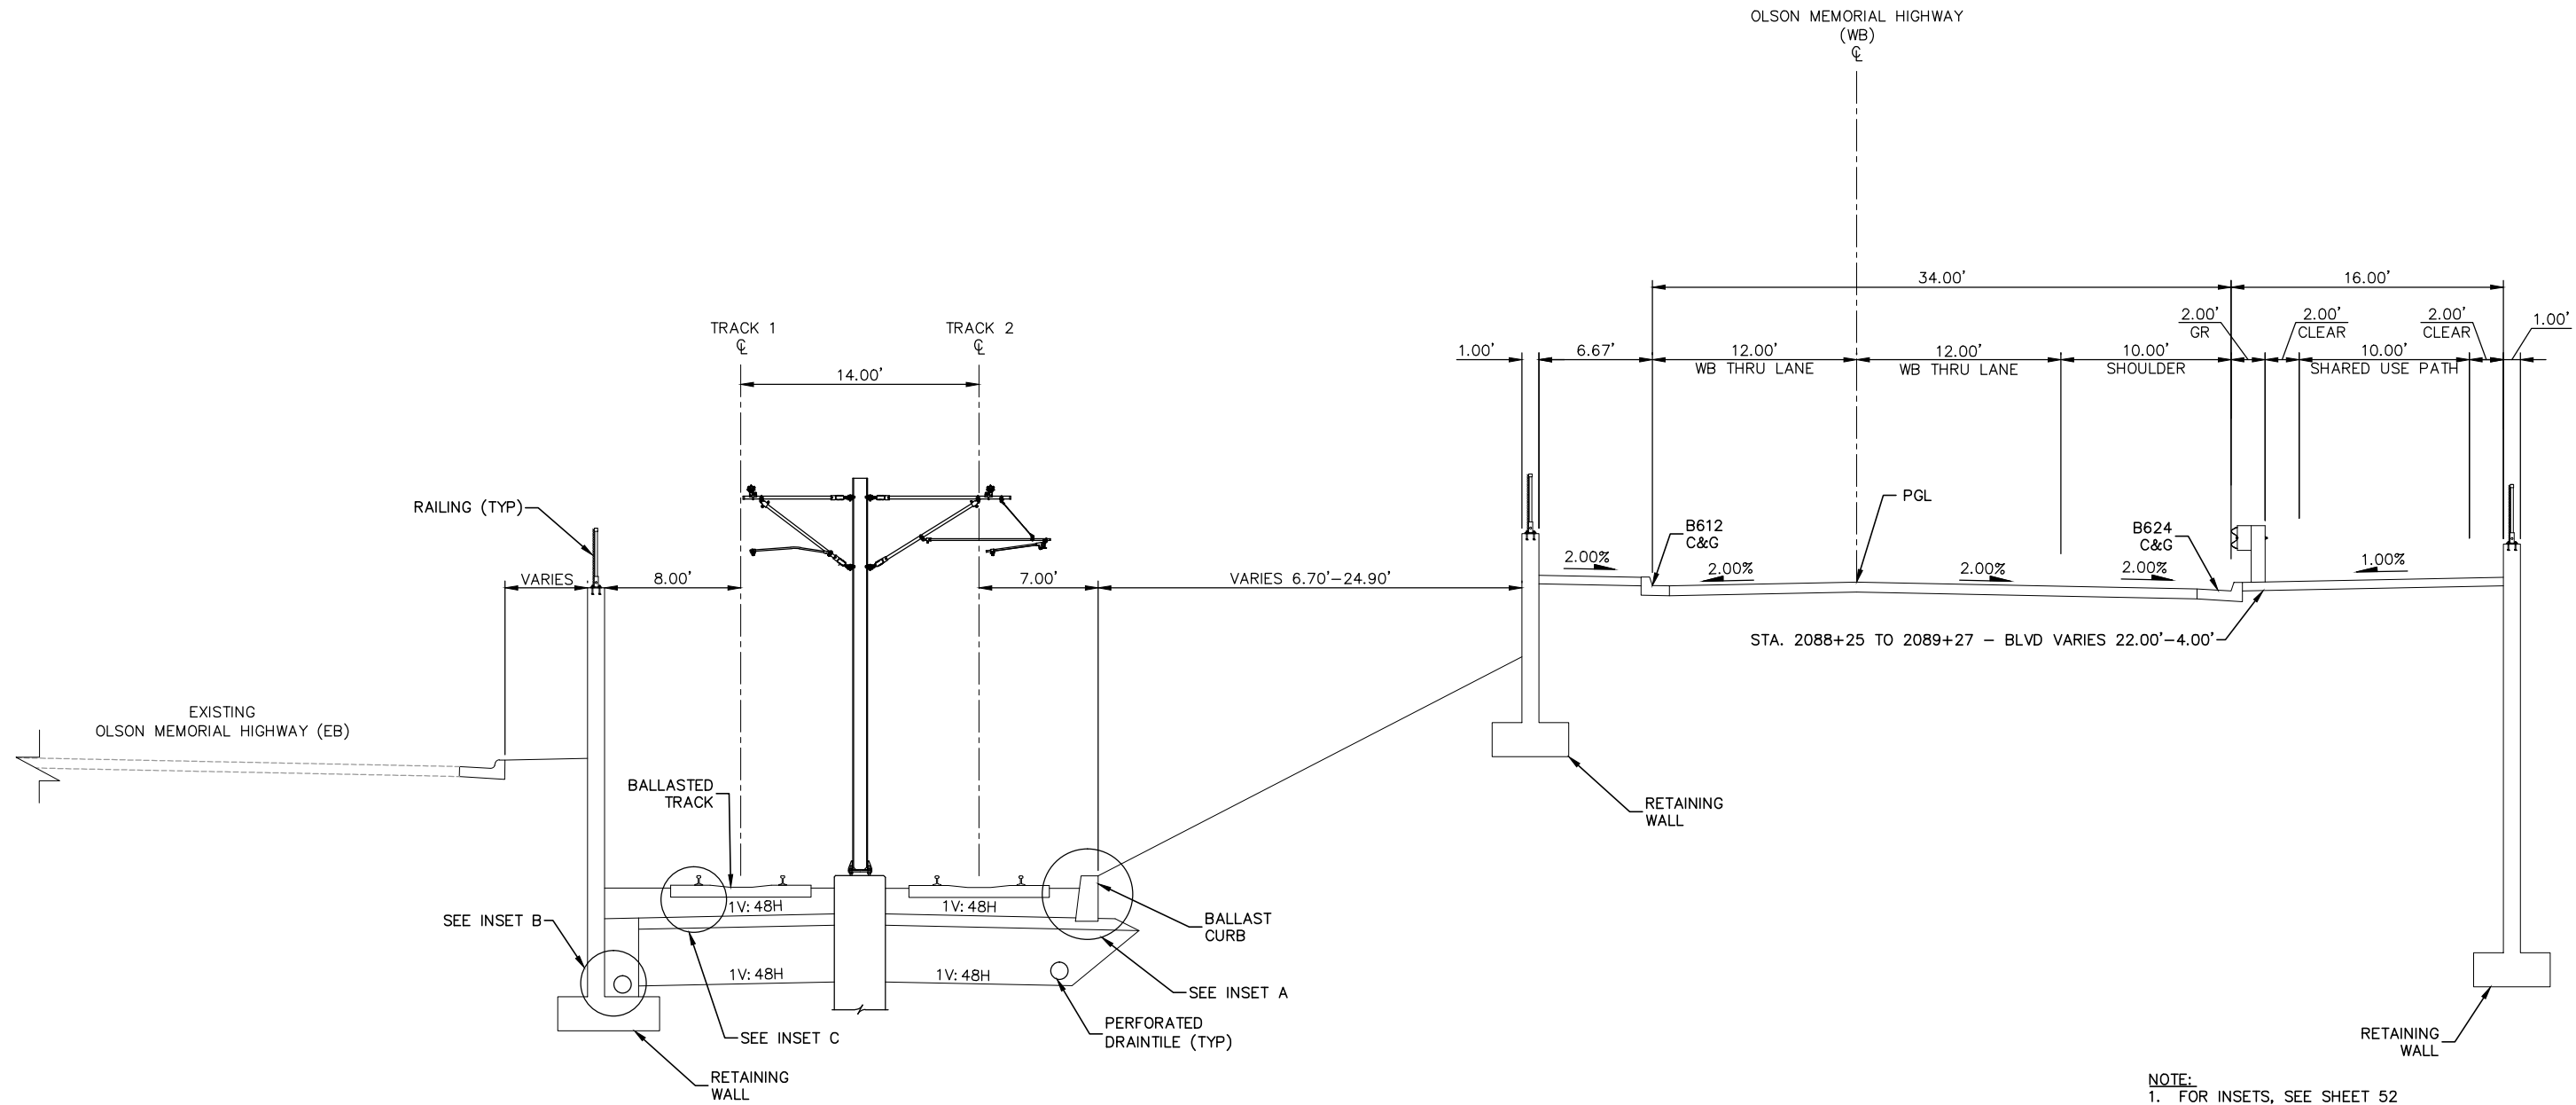 OLSON MEMORIAL HIGHWAY
(WB)
℄
34.00'
16.00'
2.00'
GR
2.00'
CLEAR
2.00'
CLEAR
1.00'
TRACK 1
℄
TRACK 2
℄
14.00'
1.00'
6.67'
12.00'
WB THRU LANE
12.00'
WB THRU LANE
10.00'
SHOULDER
10.00'
SHARED USE PATH
RAILING (TYP)
PGL
B612
C&G
B624
C&G
VARIES
8.00'
7.00'
VARIES 6.70'-24.90'
2.00%
2.00%
2.00%
2.00%
1.00%
STA. 2088+25 TO 2089+27 - BLVD VARIES 22.00'-4.00'
EXISTING
OLSON MEMORIAL HIGHWAY (EB)
BALLASTED
TRACK
RETAINING
WALL
1V:48H
1V:48H
SEE INSET B
BALLAST
CURB
1V:48H
1V:48H
SEE INSET A
SEE INSET C
PERFORATED
DRAINTILE (TYP)
RETAINING
WALL
RETAINING
WALL
NOTE:
1. FOR INSETS, SEE SHEET 52